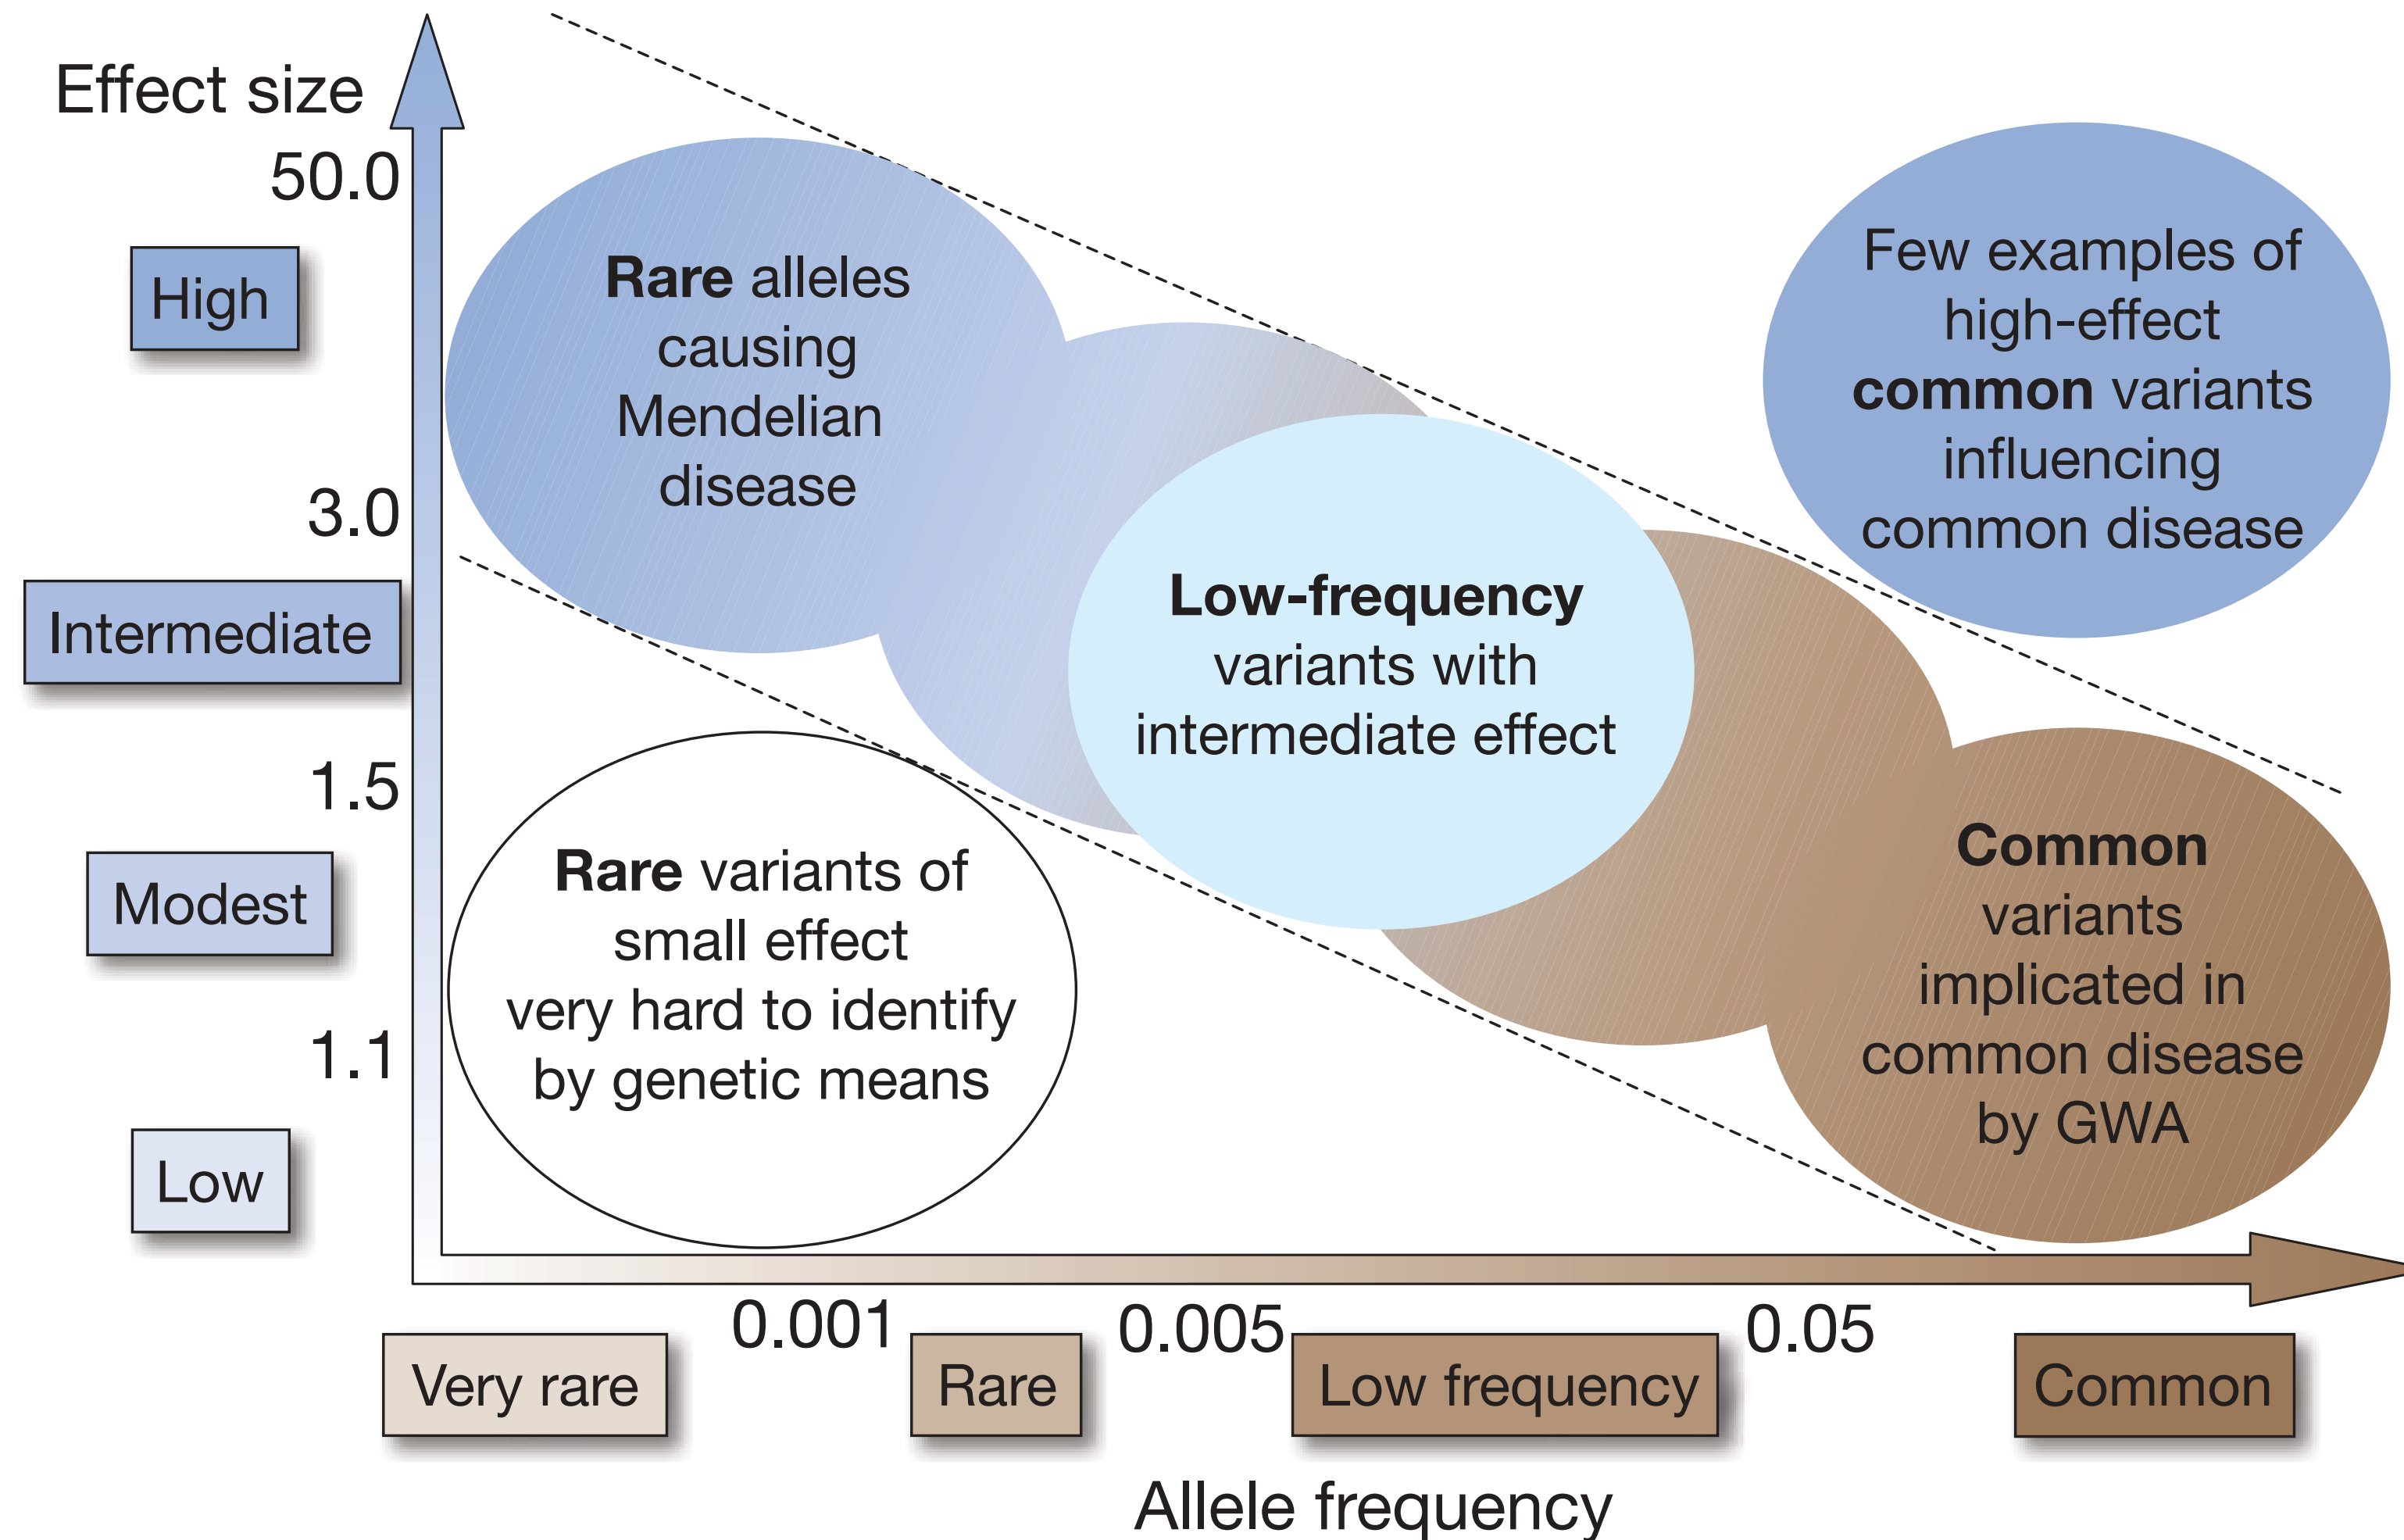 Effect size
50.0
High
3.0
Intermediate
1.5
Modest
1.1
Low
Rare alleles
causing
Mendelian
disease
Few examples of
high-effect
common variants
influencing
common disease
Low-frequency
variants with
intermediate effect
Rare variants of
small effect
very hard to identify
by genetic means
Common
variants
implicated in
common disease
by GWA
0.001
0.005
0.05
Very rare
Rare
Low frequency
Common
Allele frequency